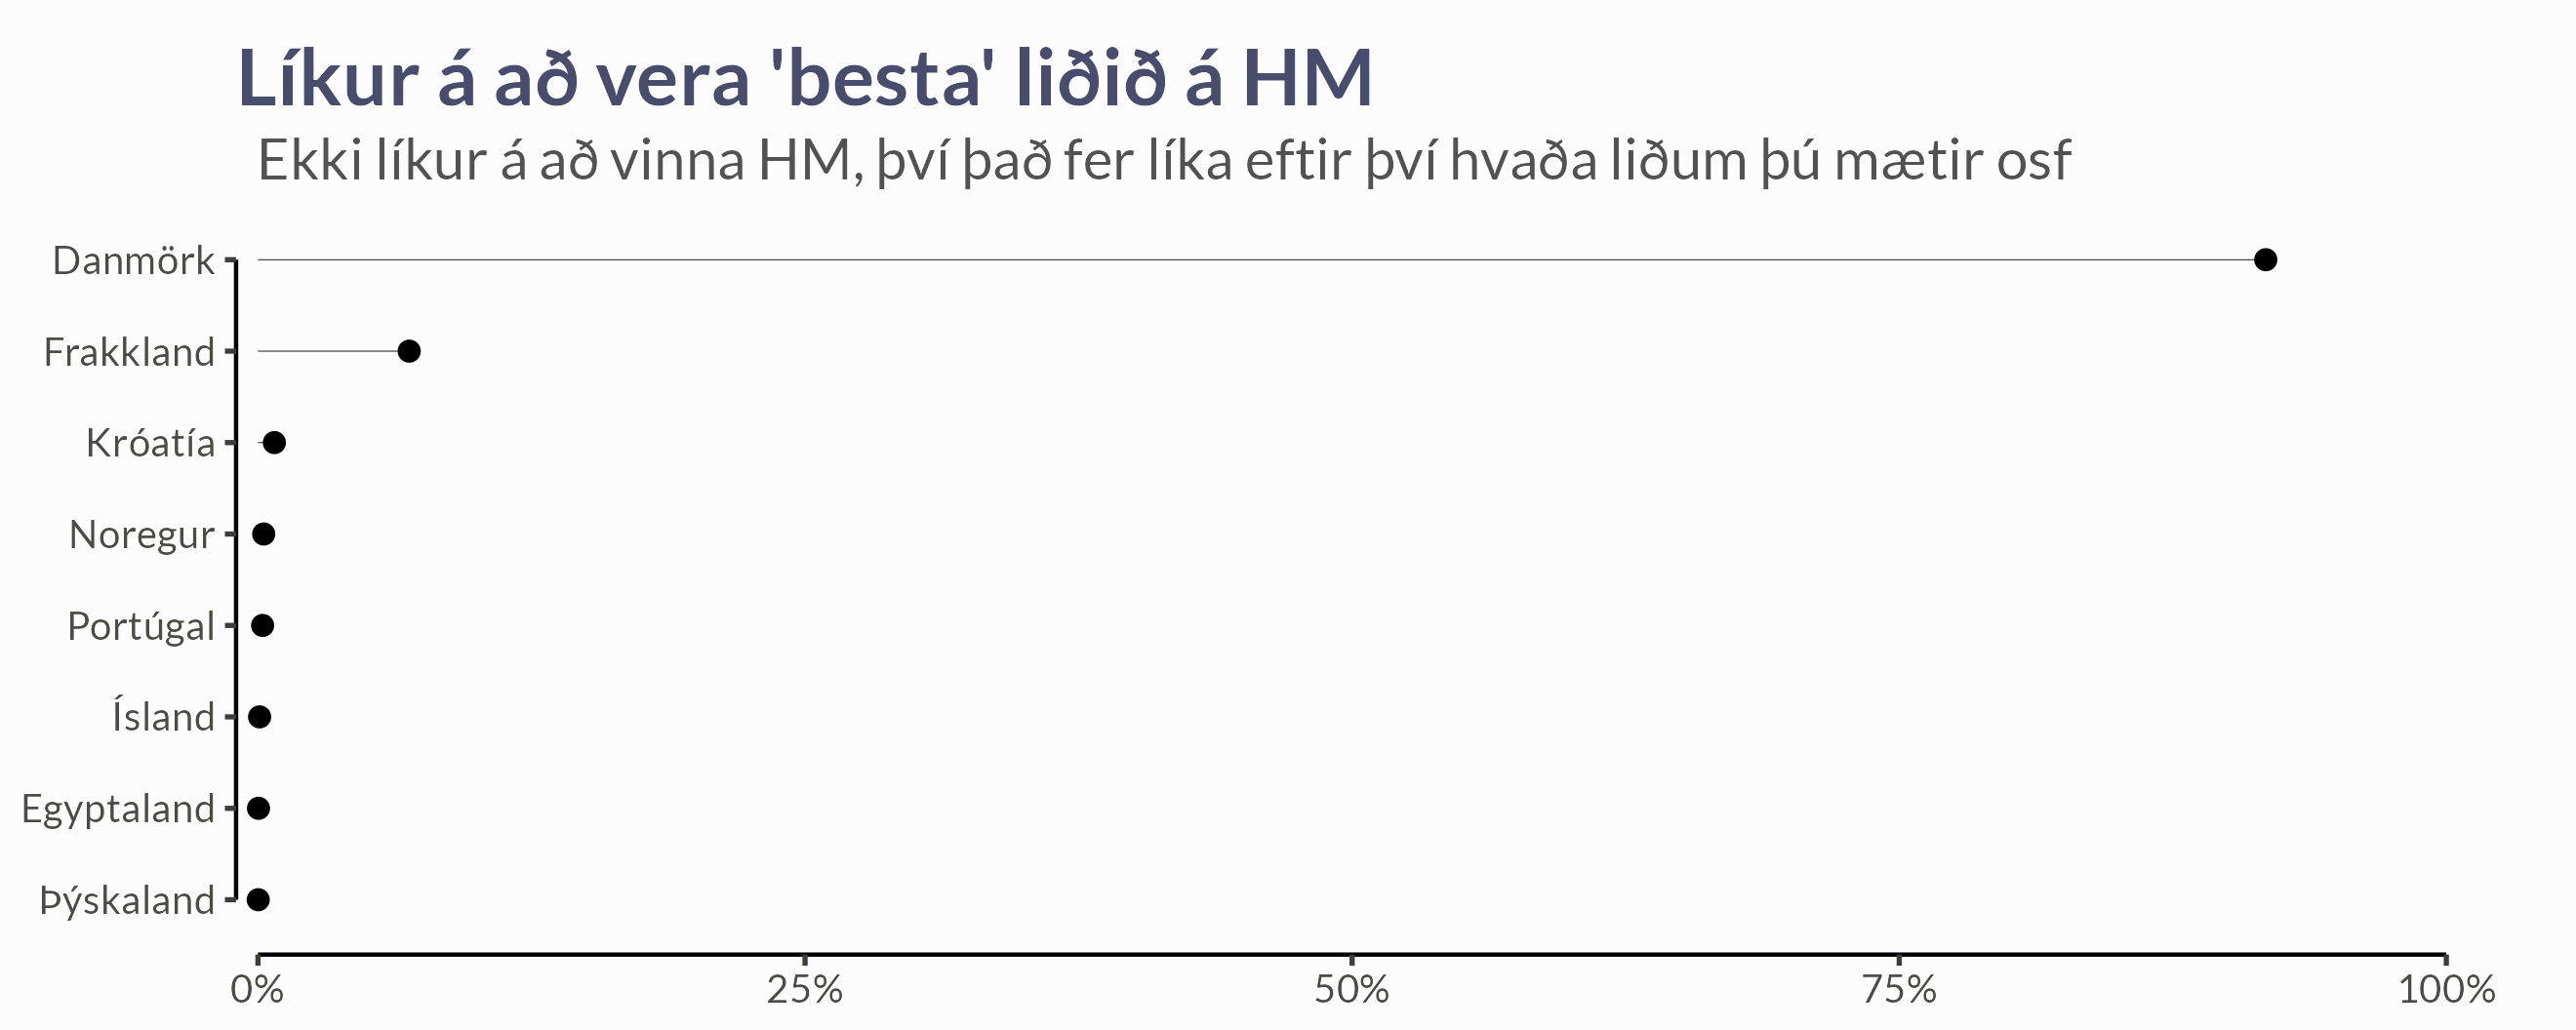 Líkur á að vera 'besta' liðið á HM
Ekki líkur á að vinna HM, því það fer líka eftir því hvaða liðum þú mætir osf
Danmörk
Frakkland
Króatía
Noregur
Portúgal
Ísland
Egyptaland
Þýskaland
0% 25% 50% 75% 100%